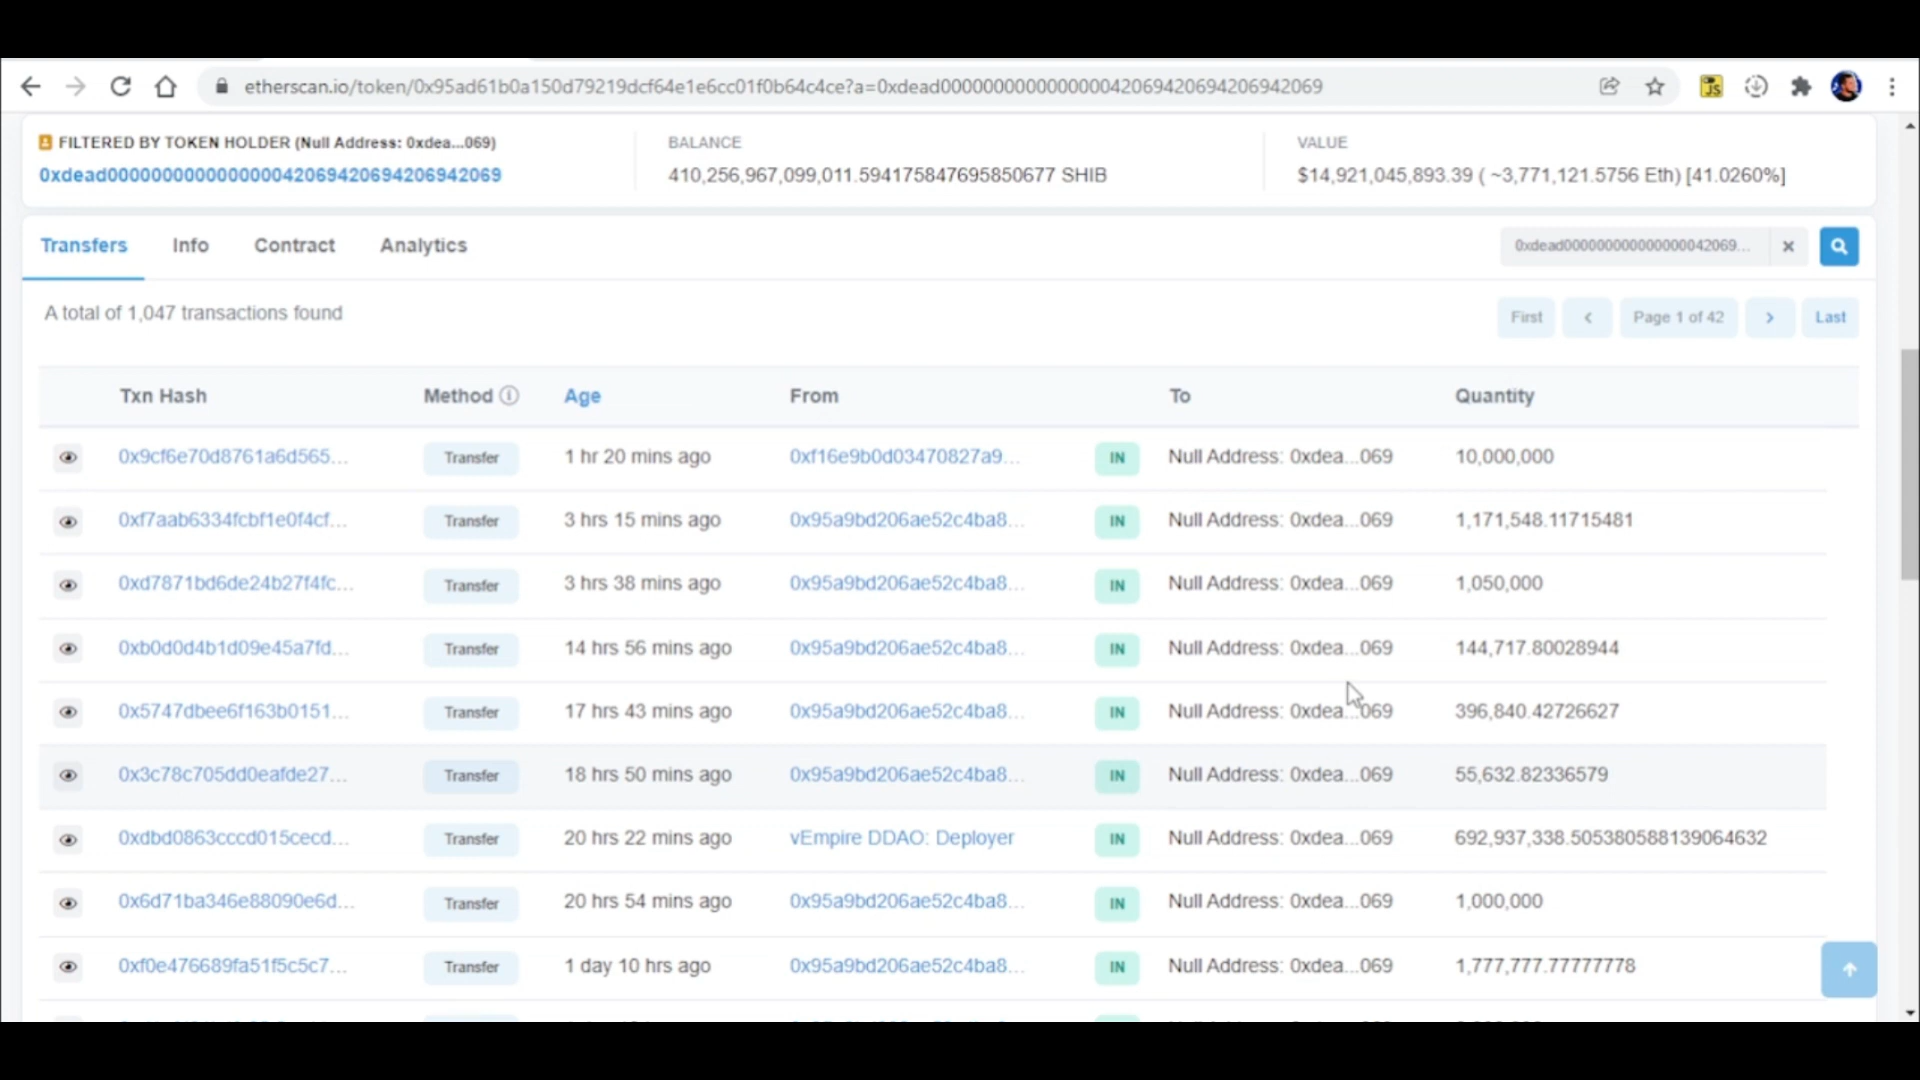 etherscan.io/token/0x95ad61b0a150d79219dcf64e1e6cc01f0b64c4ce?a=0xdead000000000000000042069420694206942069
JS
FILTERED BY TOKEN HOLDER (Null Address: 0xdea...069)
0xdead000000000000000042069420694206942069
BALANCE
410,256,967,099,011.594175847695850677 SHIB
VALUE
$14,921,045,893.39 ( ~3,771,121.5756 Eth) [41.0260%]
Transfers Info Contract Analytics
0xdead000000000000000042069...
A total of 1,047 transactions found
First < Page 1 of 42 > Last
Txn Hash Method Age From To Quantity
0x9cf6e70d8761a6d565... Transfer 1 hr 20 mins ago 0xf16e9b0d03470827a9... IN Null Address: 0xdea...069 10,000,000
0xf7aab6334fcbf1e0f4cf... Transfer 3 hrs 15 mins ago 0x95a9bd206ae52c4ba8... IN Null Address: 0xdea...069 1,171,548.11715481
0xd7871bd6de24b27f4fc... Transfer 3 hrs 38 mins ago 0x95a9bd206ae52c4ba8... IN Null Address: 0xdea...069 1,050,000
0xb0d0d4b1d09e45a7fd... Transfer 14 hrs 56 mins ago 0x95a9bd206ae52c4ba8... IN Null Address: 0xdea...069 144,717.80028944
0x5747dbee6f163b0151... Transfer 17 hrs 43 mins ago 0x95a9bd206ae52c4ba8... IN Null Address: 0xdea...069 396,840.42726627
0x3c78c705dd0eafde27... Transfer 18 hrs 50 mins ago 0x95a9bd206ae52c4ba8... IN Null Address: 0xdea...069 55,632.82336579
0xdbd0863cccd015cecd... Transfer 20 hrs 22 mins ago vEmpire DDAO: Deployer IN Null Address: 0xdea...069 692,937,338.505380588139064632
0x6d71ba346e88090e6d... Transfer 20 hrs 54 mins ago 0x95a9bd206ae52c4ba8... IN Null Address: 0xdea...069 1,000,000
0xf0e476689fa51f5c5c7... Transfer 1 day 10 hrs ago 0x95a9bd206ae52c4ba8... IN Null Address: 0xdea...069 1,777,777.77777778